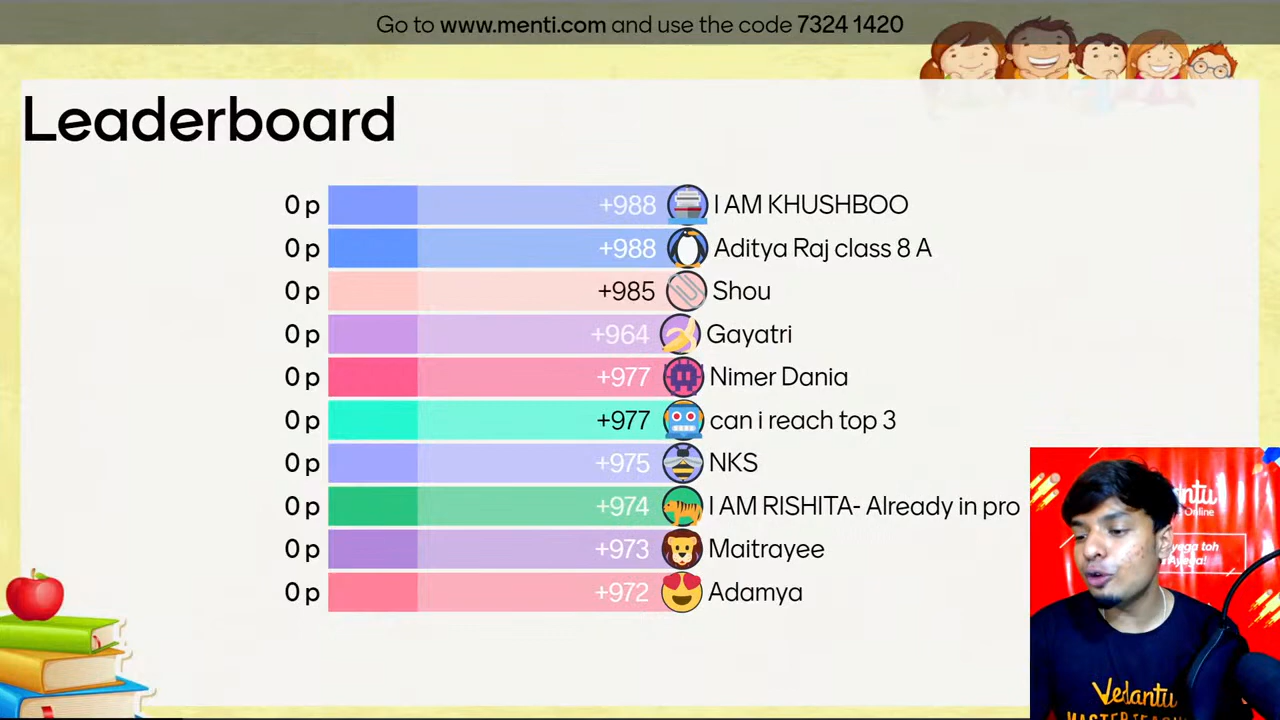 Go to www.menti.com and use the code 7324 1420
Leaderboard
0 p +988 I AM KHUSHBOO
0 p +988 Aditya Raj class 8 A
0 p +985 Shou
0 p +964 Gayatri
0 p +977 Nimer Dania
0 p +977 can i reach top 3
0 p +975 NKS
0 p +974 I AM RISHITA- Already in pro
0 p +973 Maitrayee
0 p +972 Adamya
Online
toh
Vedantu